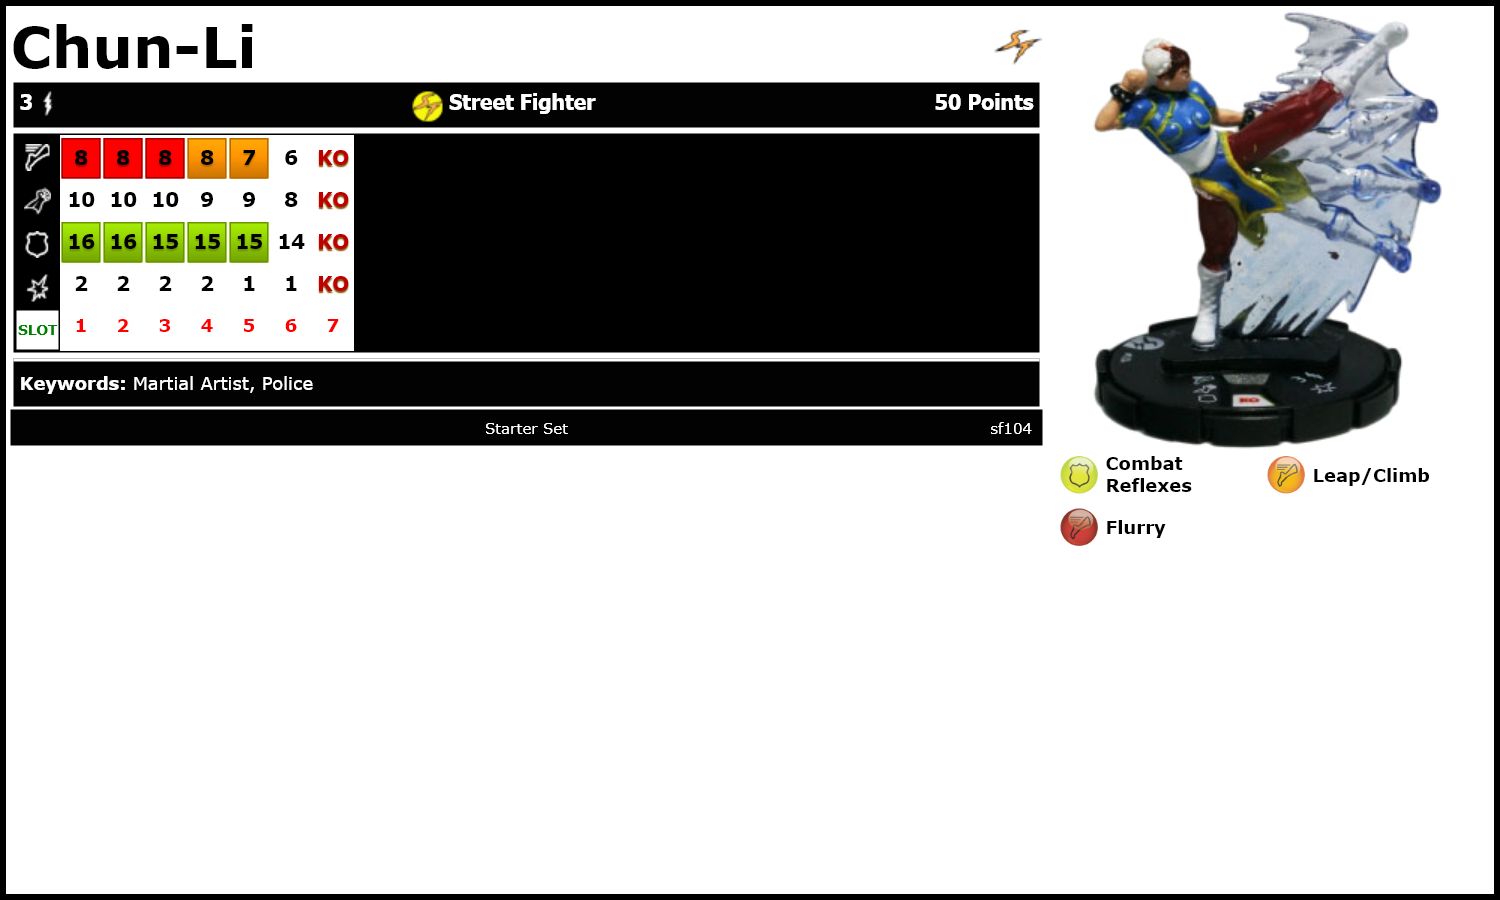 Chun-Li
3 Street Fighter 50 Points
8 8 8 8 7 6 KO
10 10 10 9 9 8 KO
16 16 15 15 15 14 KO
2 2 2 2 1 1 KO
SLOT 1 2 3 4 5 6 7
Keywords: Martial Artist, Police
Starter Set sf104
KO
Combat
Reflexes
Leap/Climb
Flurry